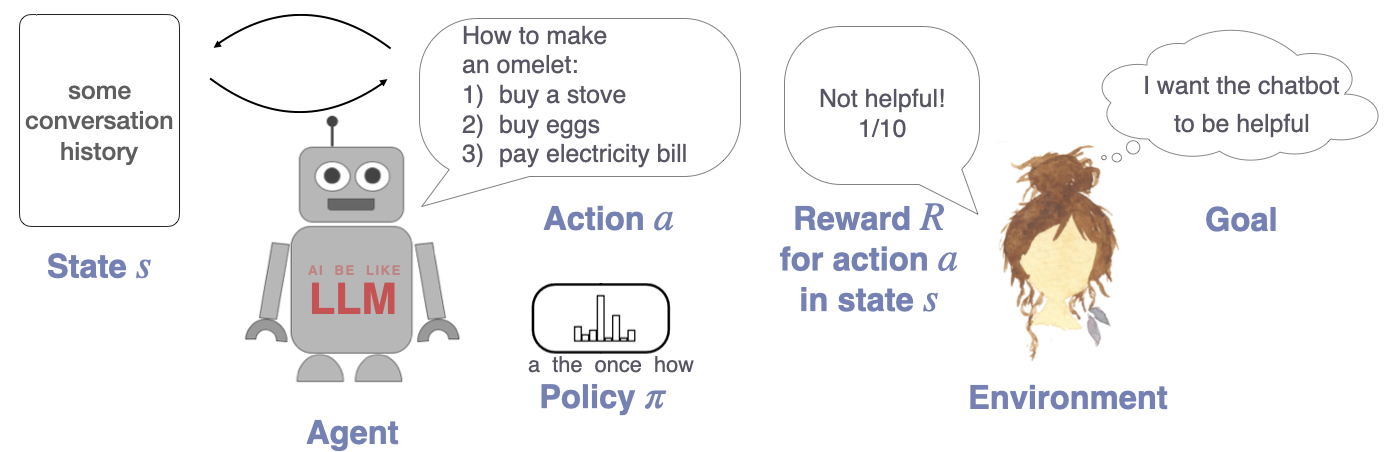 some
conversation
history
State s
AI BE LIKE
LLM
Agent
How to make
an omelet:
1) buy a stove
2) buy eggs
3) pay electricity bill
Action a
a the once how
Policy π
Not helpful!
1/10
Reward R
for action a
in state s
I want the chatbot
to be helpful
Goal
Environment